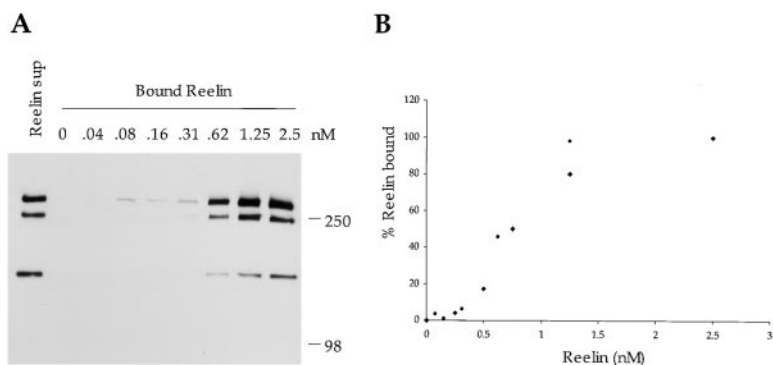 A
Reelin sup
Bound Reelin
0 .04 .08 .16 .31 .62 1.25 2.5 nM
250
98
B
% Reelin bound
120
100
80
60
40
20
0
0 0.5 1 1.5 2 2.5 3
Reelin (nM)